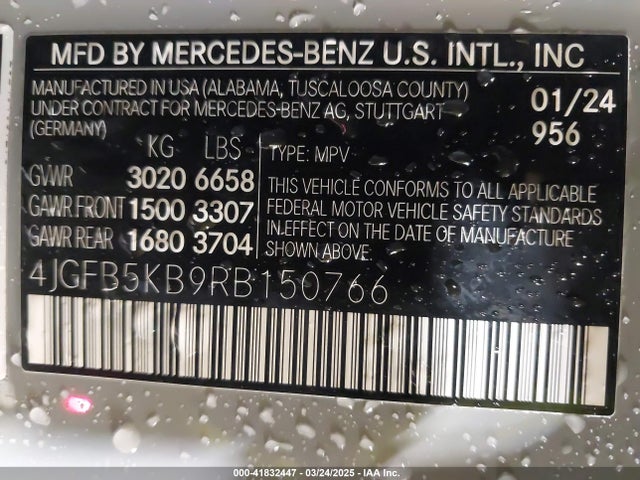 MFD BY MERCEDES-BENZ U.S. INTL., INC
MANUFACTURED IN USA (ALABAMA, TUSCALOOSA COUNTY)
UNDER CONTRACT FOR MERCEDES-BENZ AG, STUTTGART
(GERMANY)
01/24
956
KG LBS
GVWR 3020 6658
GAWR FRONT 1500 3307
GAWR REAR 1680 3704
TYPE: MPV
THIS VEHICLE CONFORMS TO ALL APPLICABLE
FEDERAL MOTOR VEHICLE SAFETY STANDARDS
IN EFFECT ON THE DATE OF MANUFACTURE
SHOWN ABOVE
4JGFB5KB9RB150766
000-41832447 - 03/24/2025 - IAA Inc.